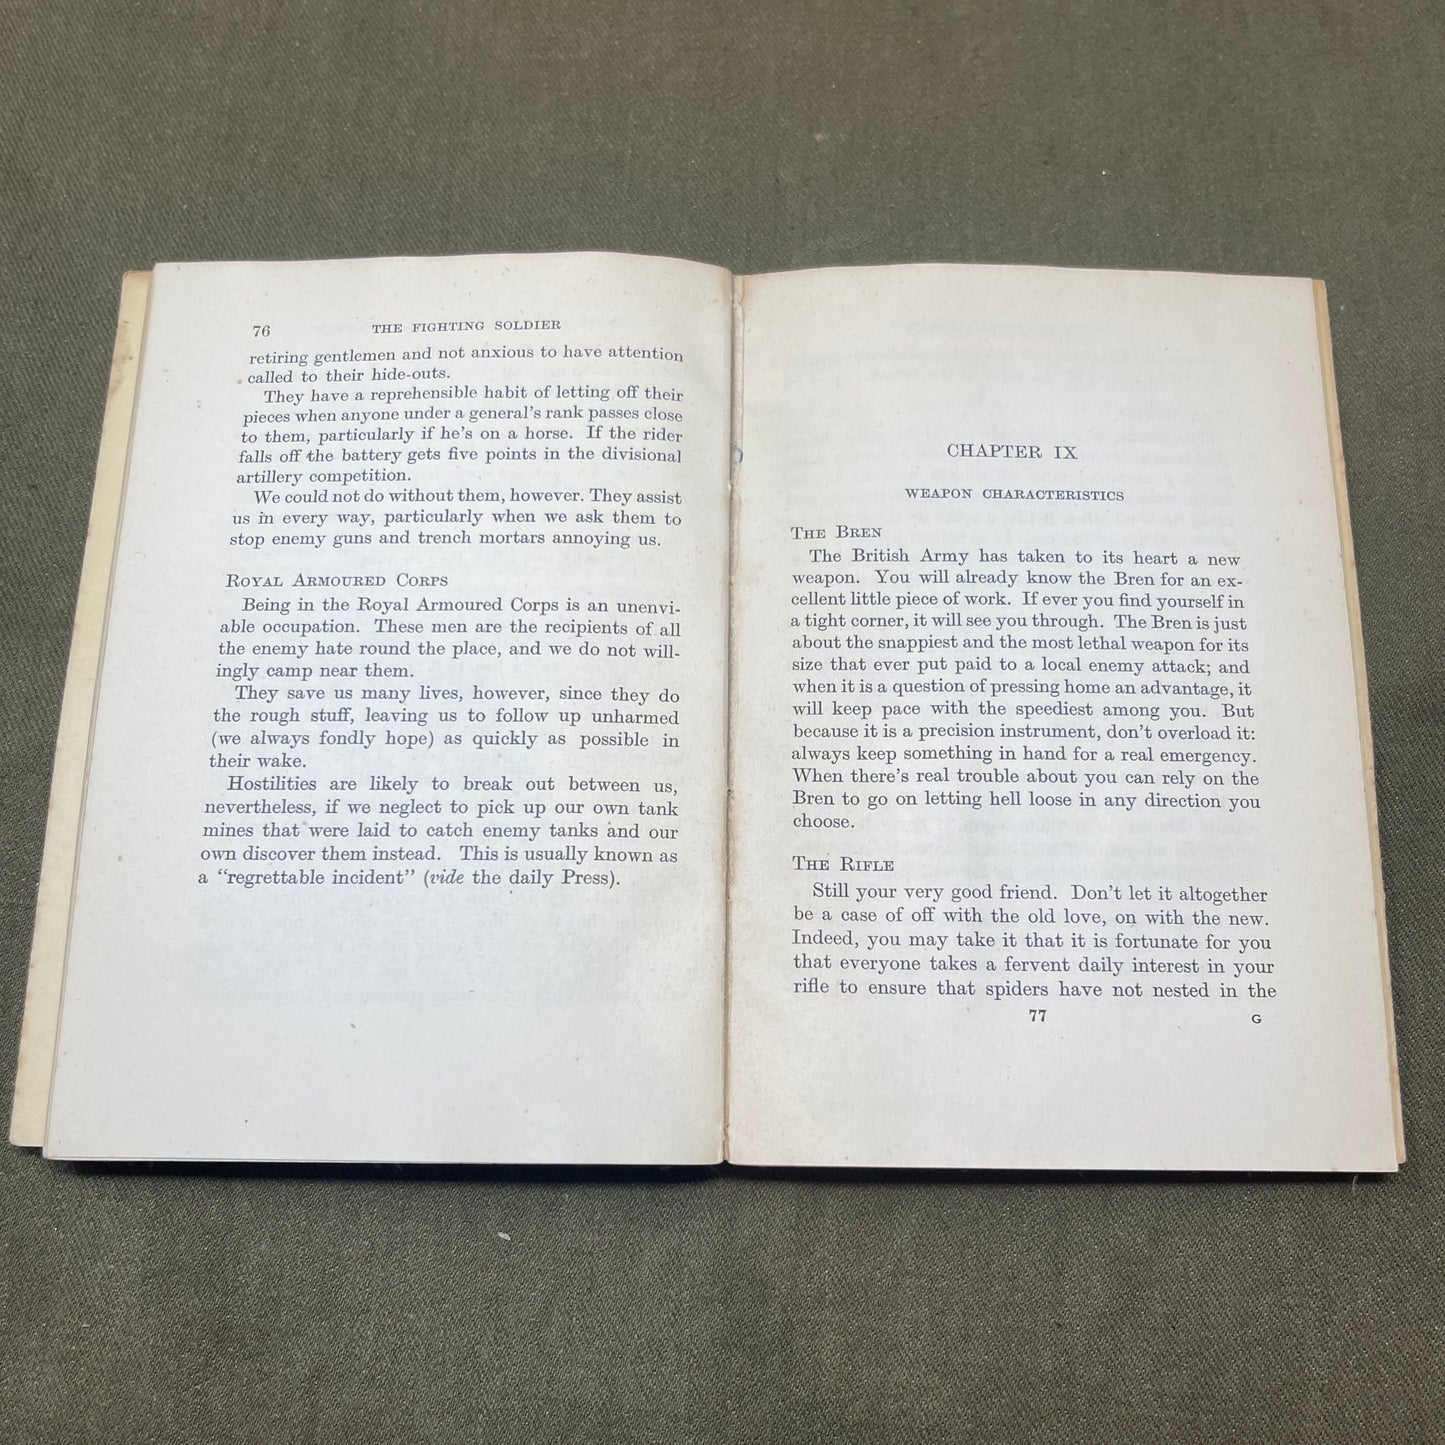 76 THE FIGHTING SOLDIER
retiring gentlemen and not anxious to have attention
called to their hide-outs.
They have a reprehensible habit of letting off their
pieces when anyone under a general's rank passes close
to them, particularly if he's on a horse. If the rider
falls off the battery gets five points in the divisional
artillery competition.
We could not do without them, however. They assist
us in every way, particularly when we ask them to
stop enemy guns and trench mortars annoying us.
ROYAL ARMOURED CORPS
Being in the Royal Armoured Corps is an unenvi-
able occupation. These men are the recipients of all
the enemy hate round the place, and we do not will-
ingly camp near them.
They save us many lives, however, since they do
the rough stuff, leaving us to follow up unharmed
(we always fondly hope) as quickly as possible in
their wake.
Hostilities are likely to break out between us,
nevertheless, if we neglect to pick up our own tank
mines that were laid to catch enemy tanks and our
own discover them instead. This is usually known as
a "regrettable incident" (vide the daily Press).
CHAPTER IX
WEAPON CHARACTERISTICS
THE BREN
The British Army has taken to its heart a new
weapon. You will already know the Bren for an ex-
cellent little piece of work. If ever you find yourself in
a tight corner, it will see you through. The Bren is just
about the snappiest and the most lethal weapon for its
size that ever put paid to a local enemy attack; and
when it is a question of pressing home an advantage, it
will keep pace with the speediest among you. But
because it is a precision instrument, don't overload it:
always keep something in hand for a real emergency.
When there's real trouble about you can rely on the
Bren to go on letting hell loose in any direction you
choose.
THE RIFLE
Still your very good friend. Don't let it altogether
be a case of off with the old love, on with the new.
Indeed, you may take it that it is fortunate for you
that everyone takes a fervent daily interest in your
rifle to ensure that spiders have not nested in the
77 G